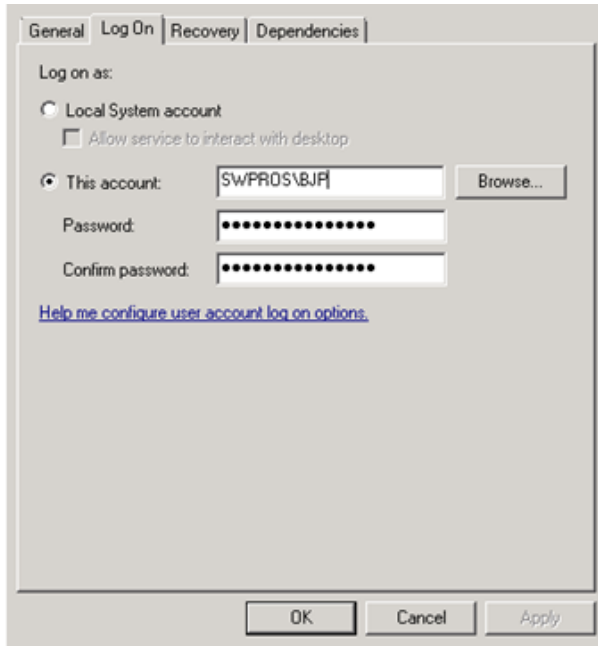 General Log On Recovery Dependencies
Log on as:
Local System account
Allow service to interact with desktop
This account: SWPROS\BJP Browse...
Password: ●●●●●●●●●●●●●●●
Confirm password: ●●●●●●●●●●●●●●●
Help me configure user account log on options.
OK Cancel Apply